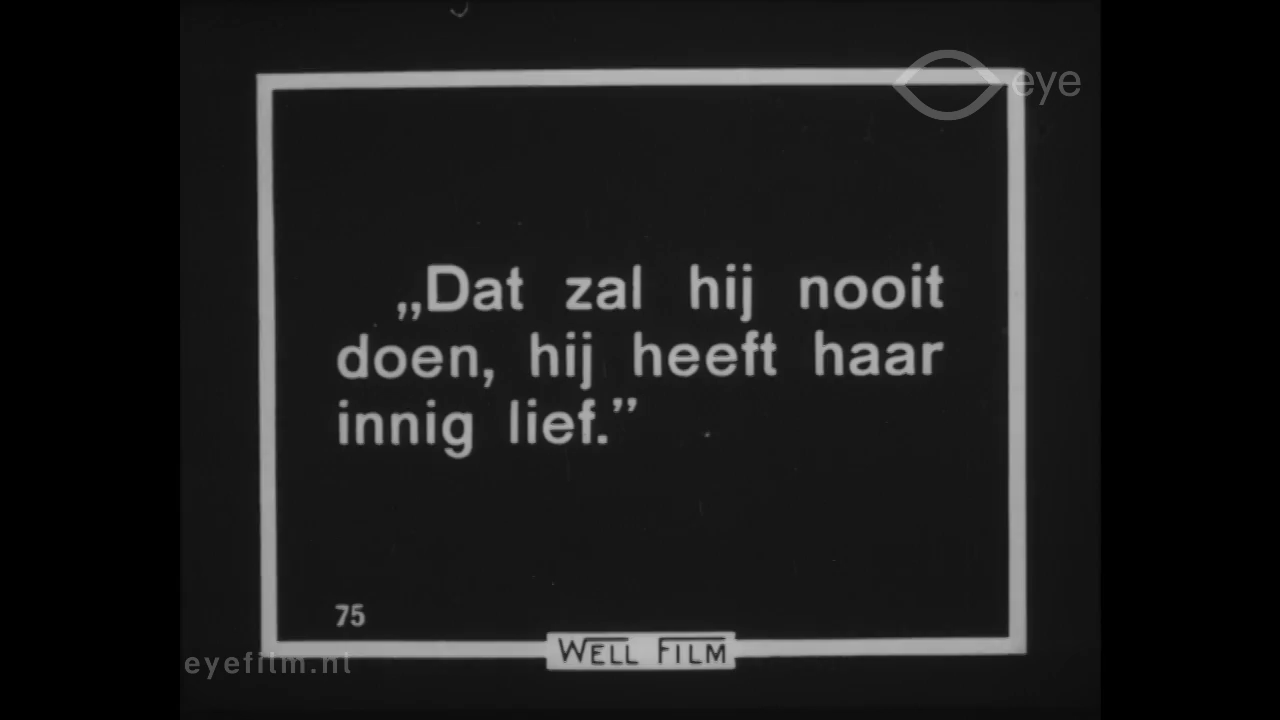 eye
„Dat zal hij nooit
doen, hij heeft haar
innig lief.”
75
WELL FILM
eyefilm.nl